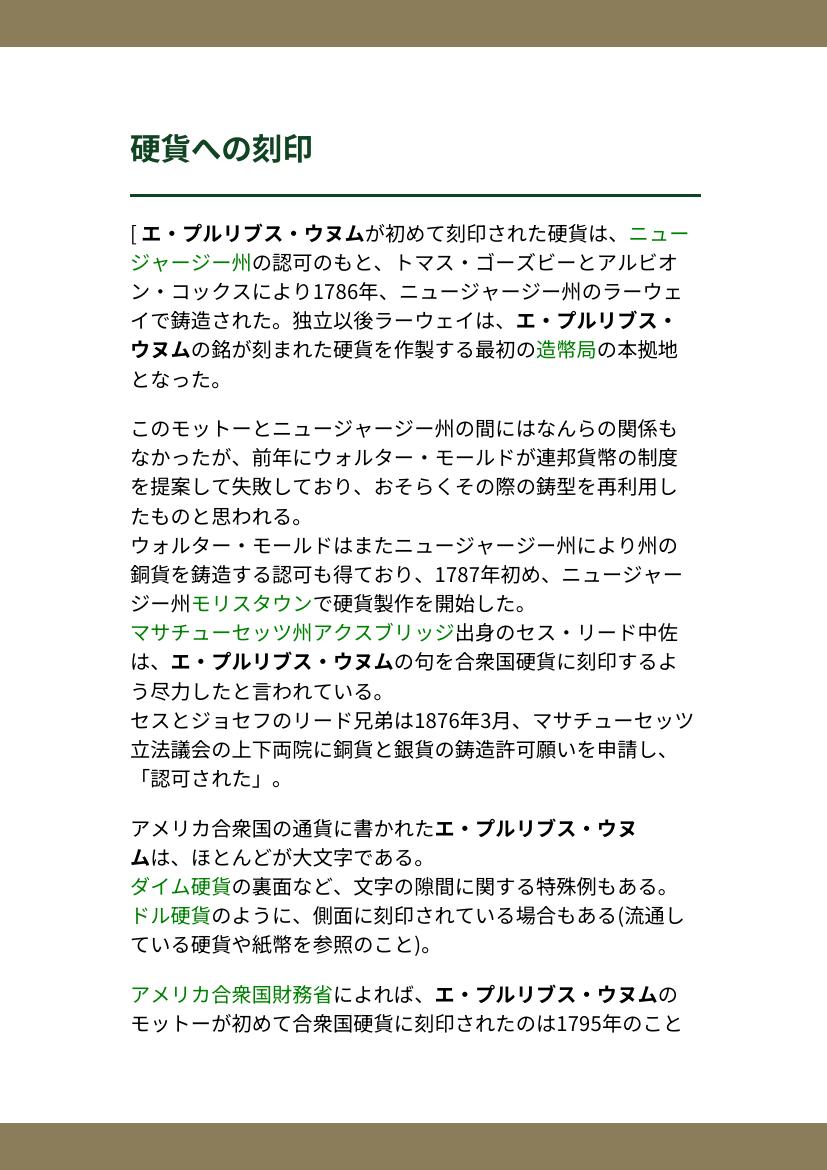 硬貨への刻印
[ エ・プルリブス・ウヌムが初めて刻印された硬貨は、ニュー
ジャージー州の認可のもと、トマス・ゴーズビーとアルビオ
ン・コックスにより1786年、ニュージャージー州のラーウェ
イで鋳造された。独立以後ラーウェイは、エ・プルリブス・
ウヌムの銘が刻まれた硬貨を作製する最初の造幣局の本拠地
となった。
このモットーとニュージャージー州の間にはなんらの関係も
なかったが、前年にウォルター・モールドが連邦貨幣の制度
を提案して失敗しており、おそらくその際の鋳型を再利用し
たものと思われる。
ウォルター・モールドはまたニュージャージー州により州の
銅貨を鋳造する認可も得ており、1787年初め、ニュージャー
ジー州モリスタウンで硬貨製作を開始した。
マサチューセッツ州アクスブリッジ出身のセス・リード中佐
は、エ・プルリブス・ウヌムの句を合衆国硬貨に刻印するよ
う尽力したと言われている。
セスとジョセフのリード兄弟は1876年3月、マサチューセッツ
立法議会の上下両院に銅貨と銀貨の鋳造許可願いを申請し、
「認可された」。
アメリカ合衆国の通貨に書かれたエ・プルリブス・ウヌ
ムは、ほとんどが大文字である。
ダイム硬貨の裏面など、文字の隙間に関する特殊例もある。
ドル硬貨のように、側面に刻印されている場合もある(流通し
ている硬貨や紙幣を参照のこと)。
アメリカ合衆国財務省によれば、エ・プルリブス・ウヌムの
モットーが初めて合衆国硬貨に刻印されたのは1795年のこと